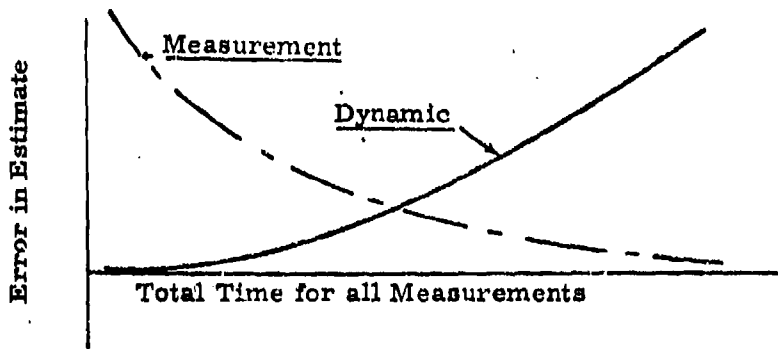 Measurement
Dynamic
Error in Estimate
Total Time for all Measurements